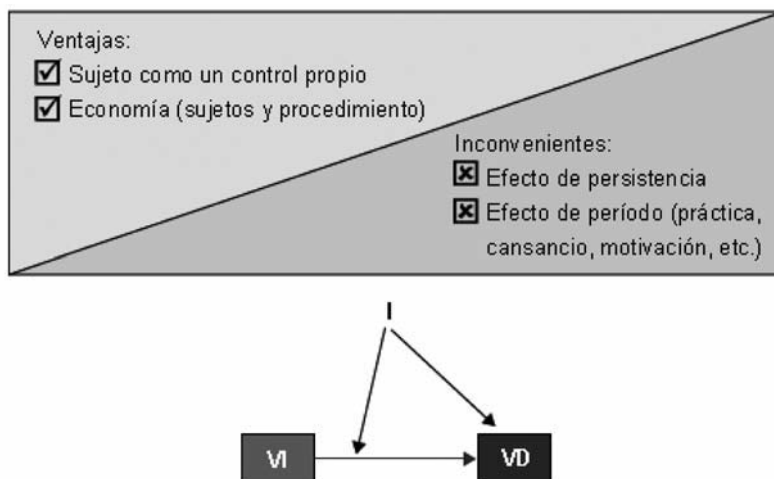 Ventajas:
Sujeto como un control propio
Economía (sujetos y procedimiento)
Inconvenientes:
Efecto de persistencia
Efecto de período (práctica,
cansancio, motivación, etc.)
I
VI
VD